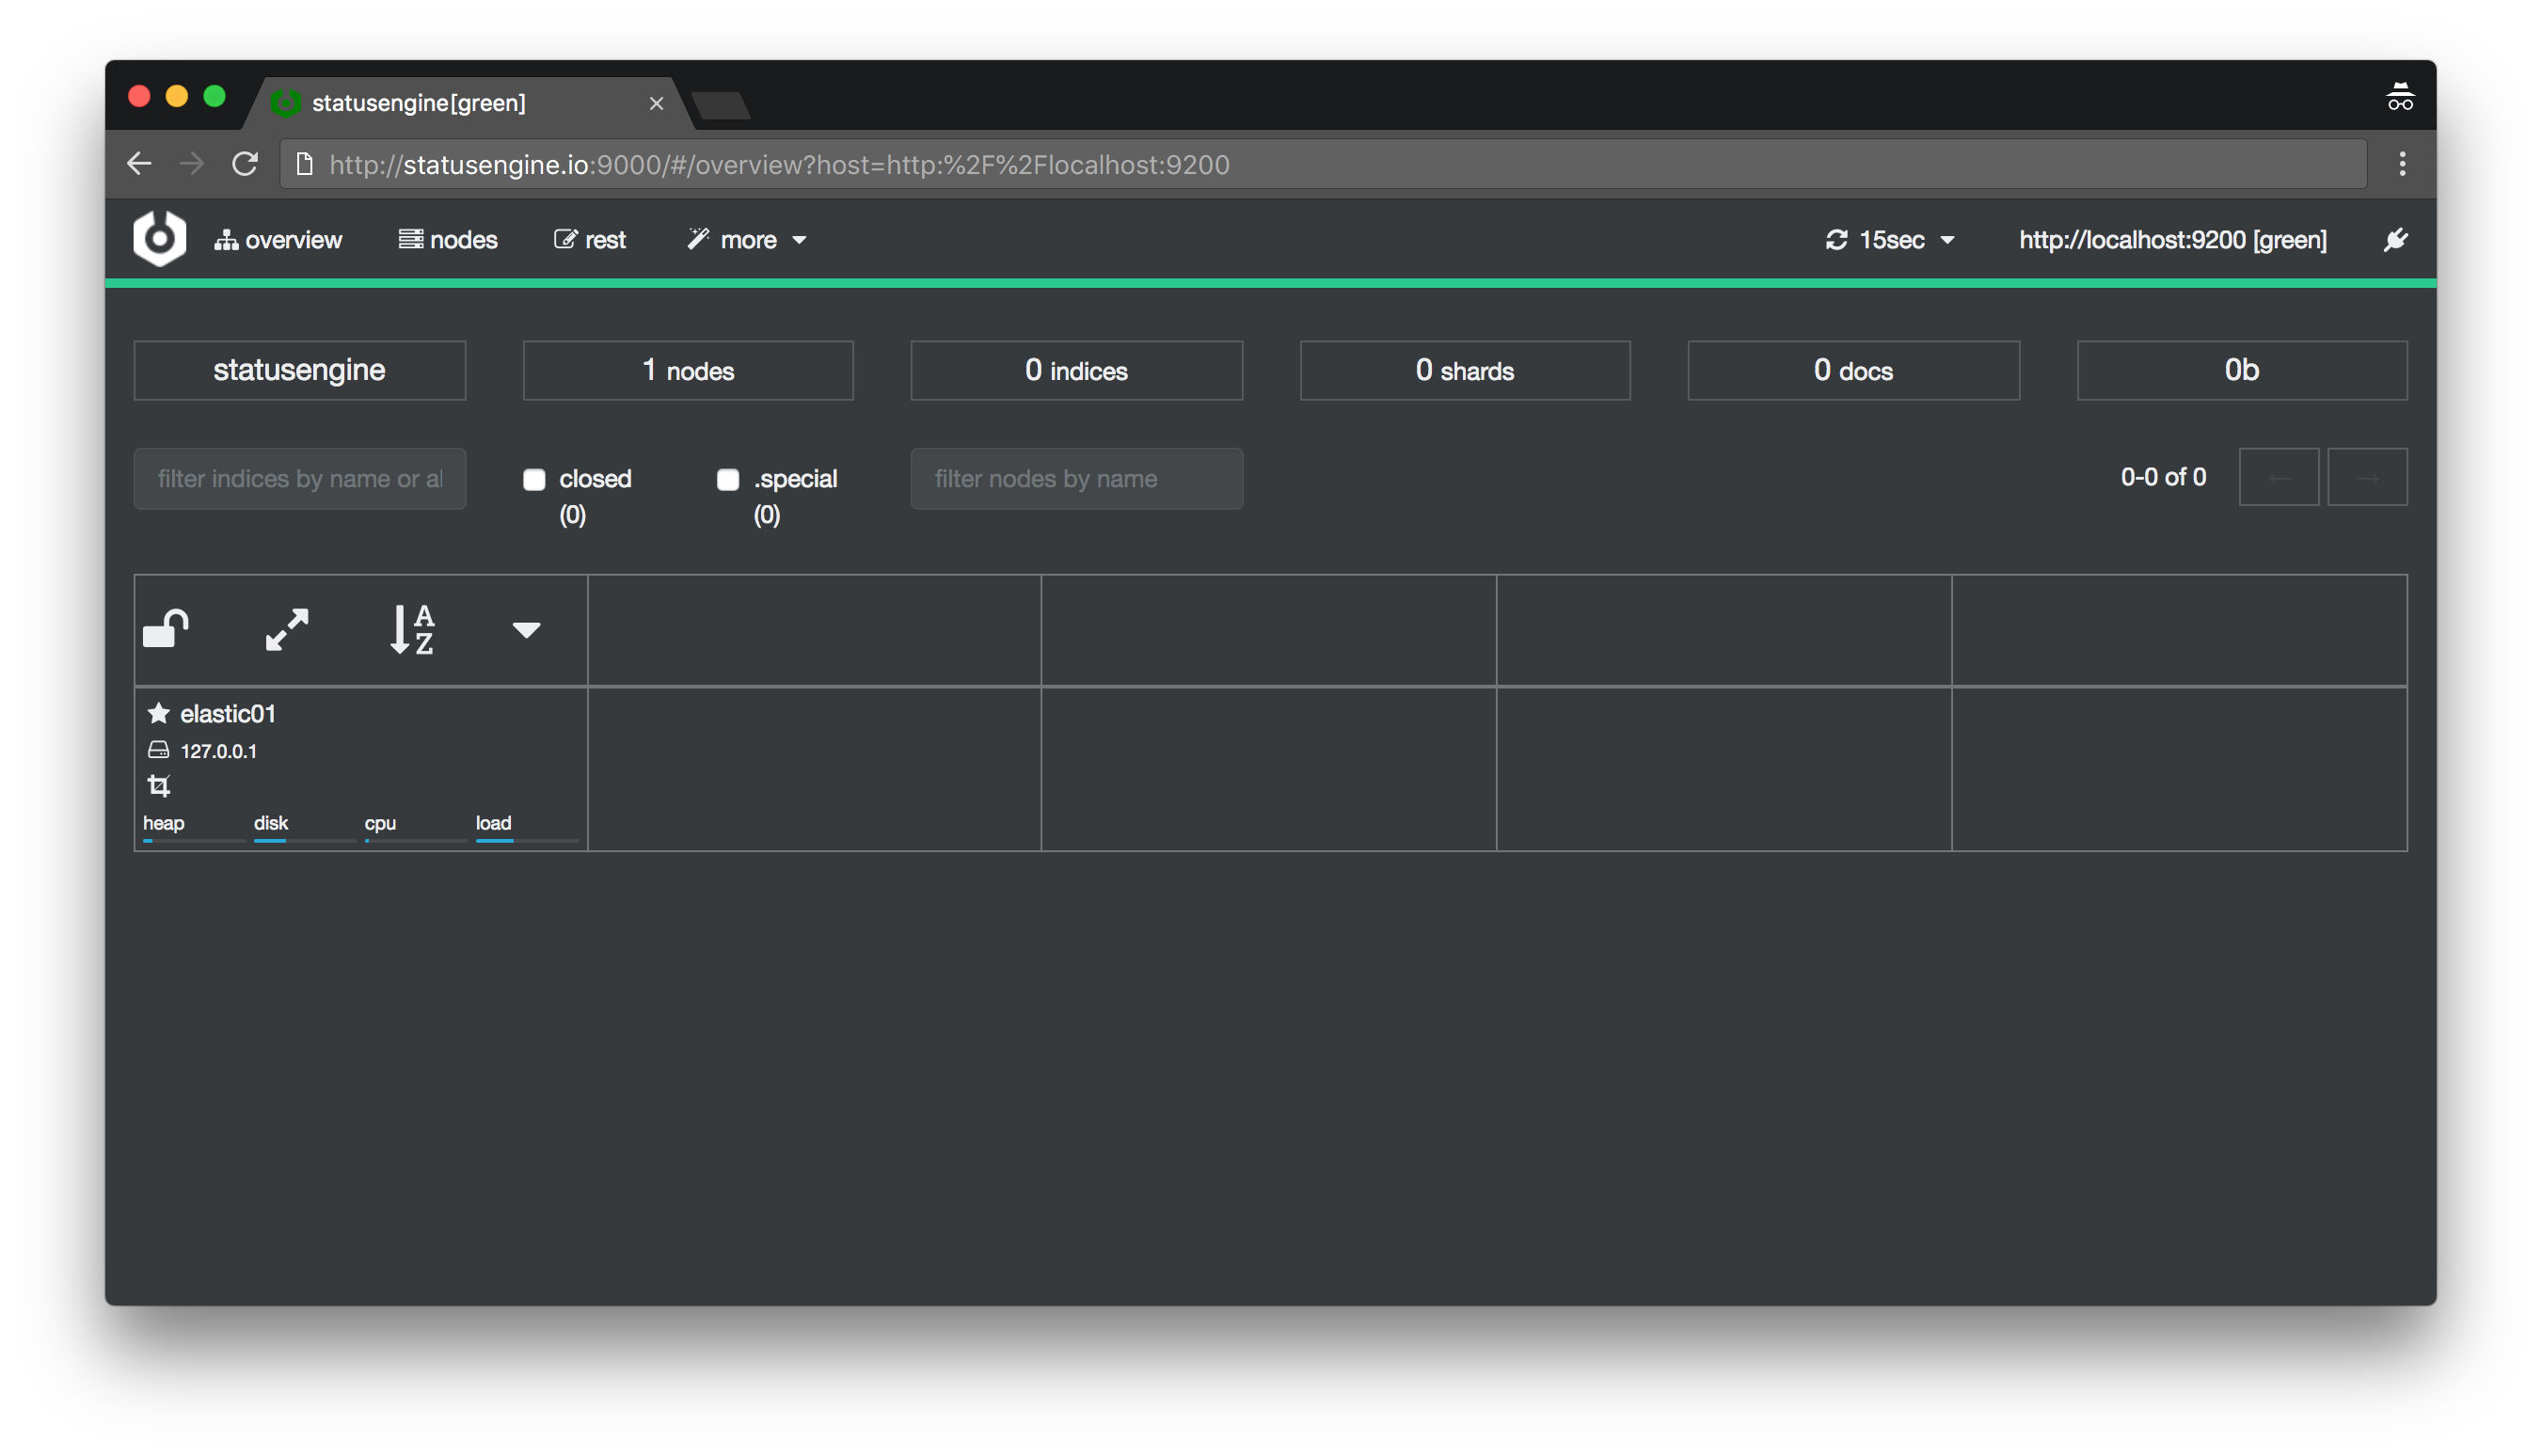 statusengine[green]
http://statusengine.io:9000/#/overview?host=http:%2F%2Flocalhost:9200
overview nodes rest more 15sec http://localhost:9200 [green]
statusengine 1 nodes 0 indices 0 shards 0 docs 0b
filter indices by name or al closed (0) .special (0) filter nodes by name 0-0 of 0 ← →
A
Z
elastic01
127.0.0.1
heap disk cpu load